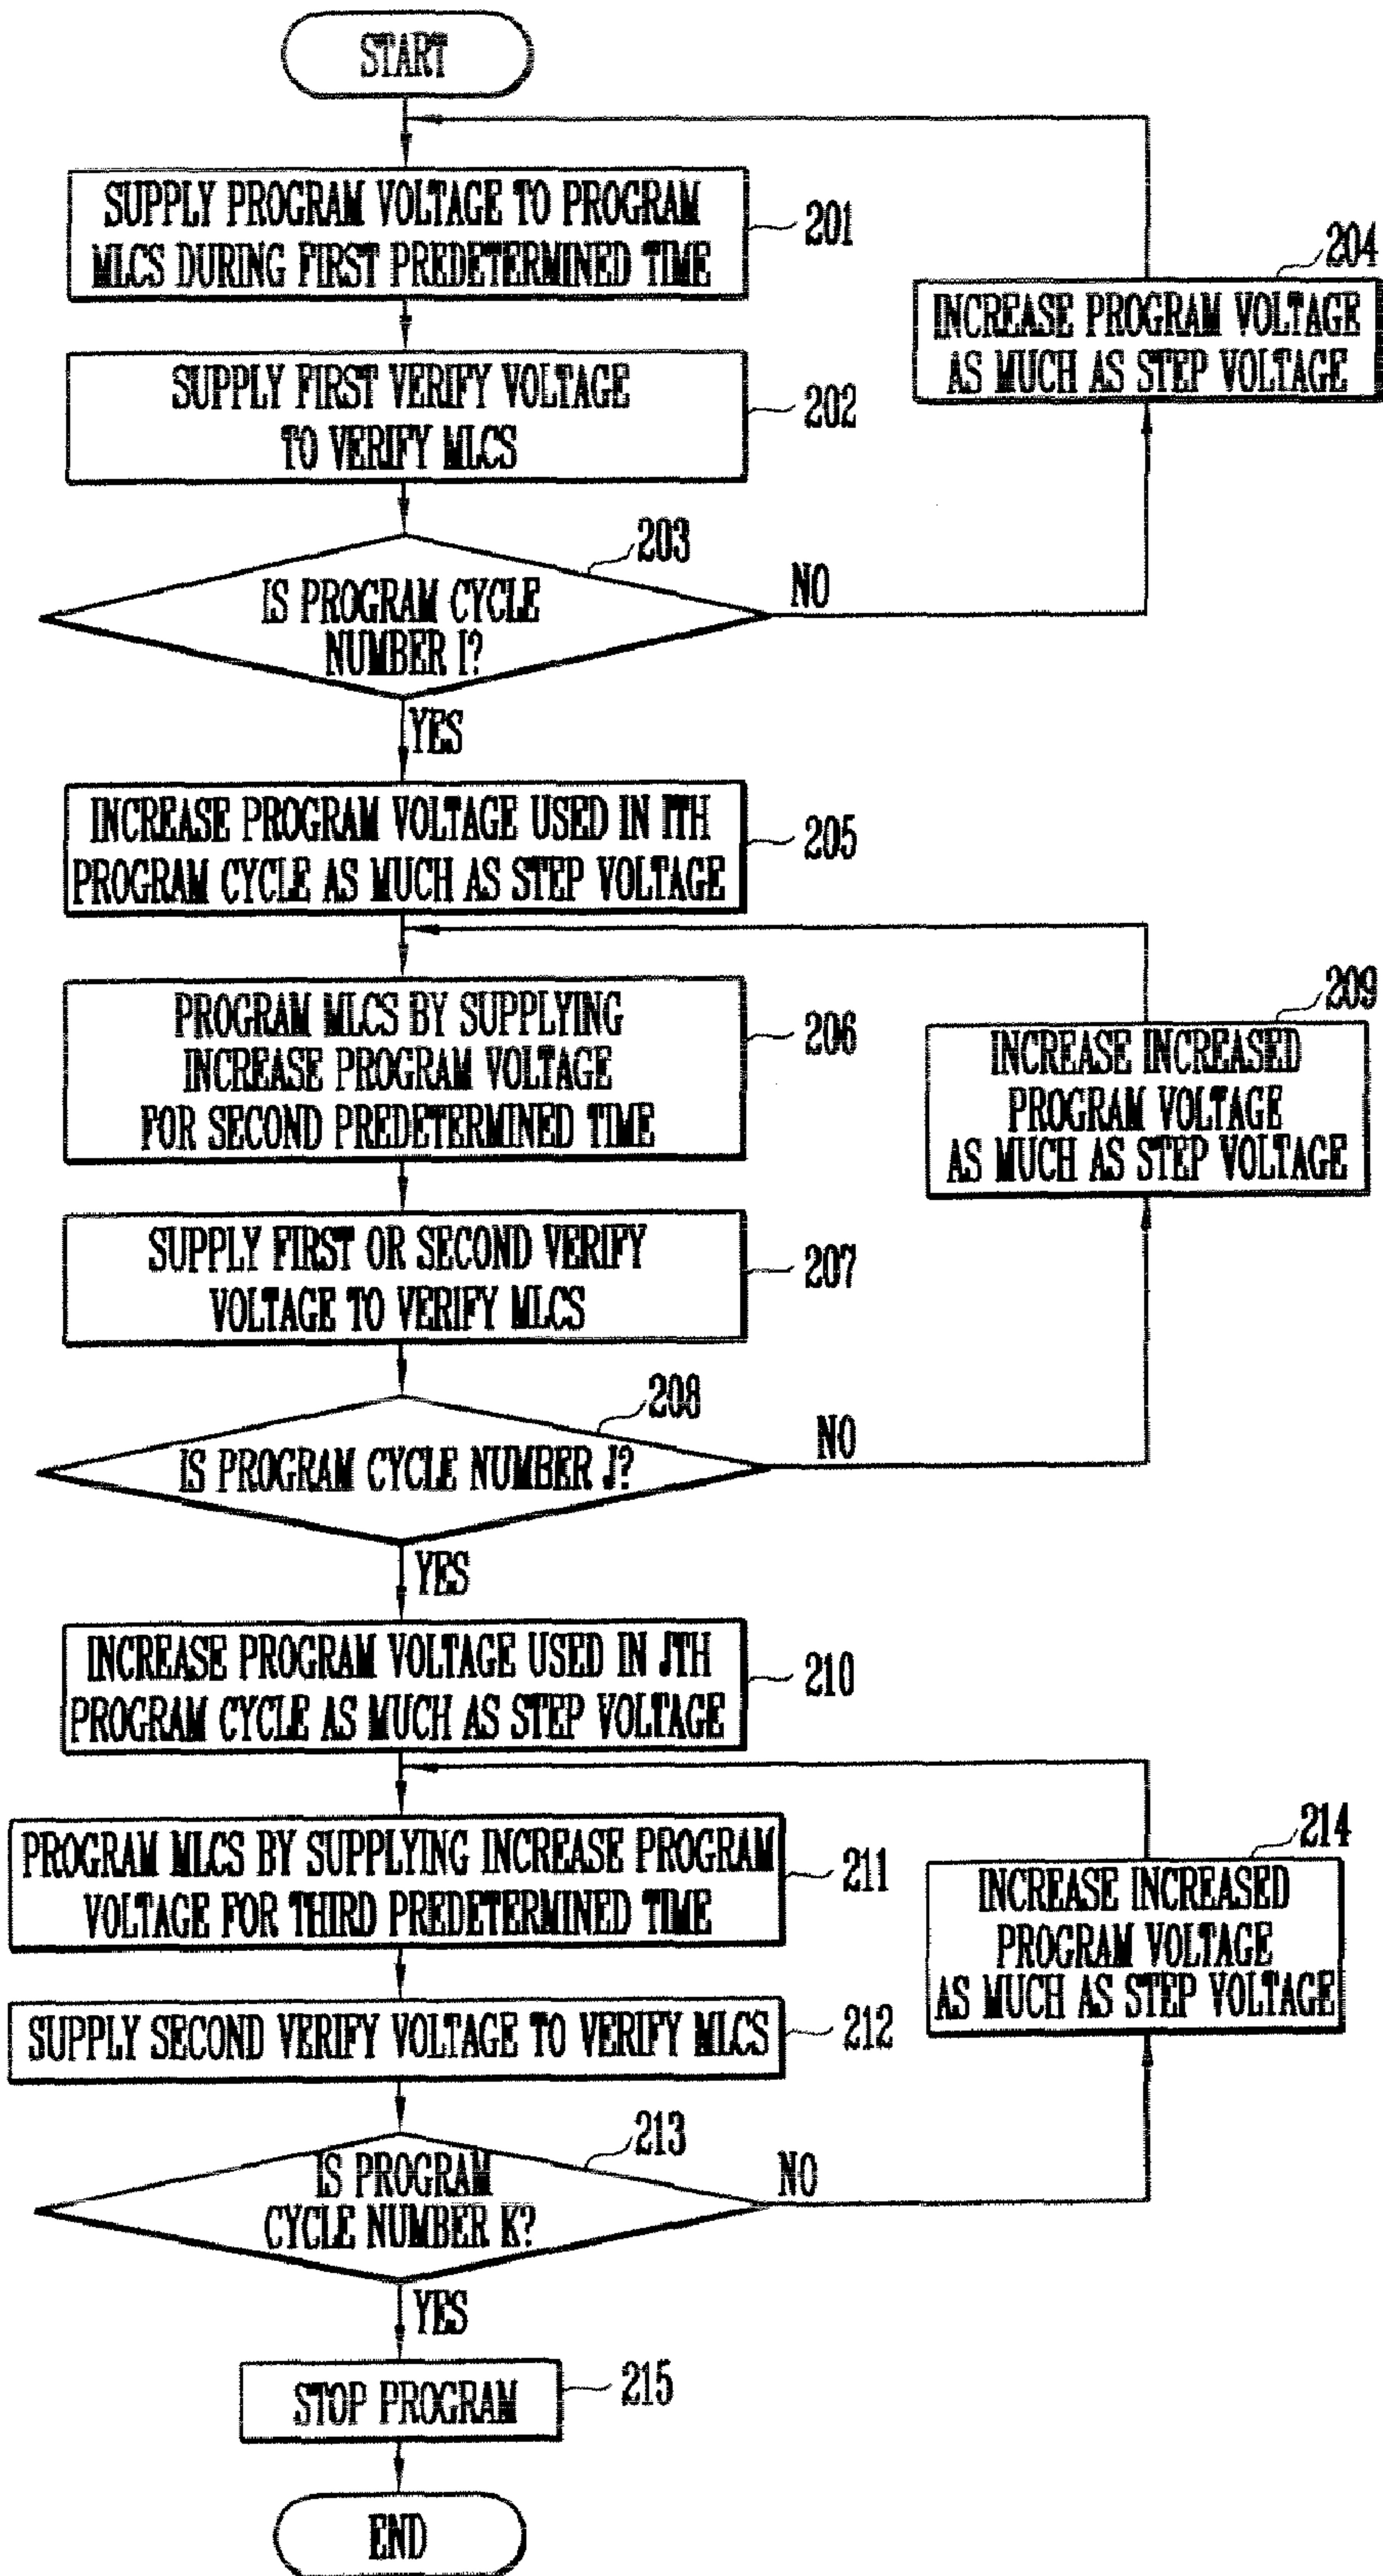 START
SUPPLY PROGRAM VOLTAGE TO PROGRAM
MLCS DURING FIRST PREDETERMINED TIME
201
204
INCREASE PROGRAM VOLTAGE
AS MUCH AS STEP VOLTAGE
SUPPLY FIRST VERIFY VOLTAGE
TO VERIFY MLCS
202
203
IS PROGRAM CYCLE
NUMBER I?
NO
YES
INCREASE PROGRAM VOLTAGE USED IN ITH
PROGRAM CYCLE AS MUCH AS STEP VOLTAGE
205
PROGRAM MLCS BY SUPPLYING
INCREASE PROGRAM VOLTAGE
FOR SECOND PREDETERMINED TIME
206
209
INCREASE INCREASED
PROGRAM VOLTAGE
AS MUCH AS STEP VOLTAGE
SUPPLY FIRST OR SECOND VERIFY
VOLTAGE TO VERIFY MLCS
207
208
IS PROGRAM CYCLE NUMBER J?
NO
YES
INCREASE PROGRAM VOLTAGE USED IN JTH
PROGRAM CYCLE AS MUCH AS STEP VOLTAGE
210
PROGRAM MLCS BY SUPPLYING INCREASE PROGRAM
VOLTAGE FOR THIRD PREDETERMINED TIME
211
214
INCREASE INCREASED
PROGRAM VOLTAGE
AS MUCH AS STEP VOLTAGE
SUPPLY SECOND VERIFY VOLTAGE TO VERIFY MLCS
212
213
IS PROGRAM
CYCLE NUMBER K?
NO
YES
STOP PROGRAM
215
END